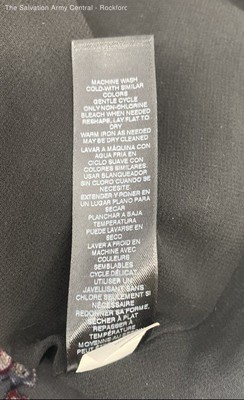 The Salvation Army Central - Rockford
MACHINE WASH
COLD-WITH SIMILAR
COLORS
GENTLE CYCLE
ONLY NON-CHLORINE
BLEACH WHEN NEEDED
RESHAPE, LAY FLAT TO
DRY
WARM IRON AS NEEDED
MAY BE DRY CLEANED
LAVAR A MÁQUINA CON
AGUA FRIA EN
CICLO SUAVE CON
COLORES SIMILARES.
USAR BLANQUEADOR
SIN CLORO CUANDO SE
NECESITE.
EXTENDER Y PONER EN
UN LUGAR PLANO PARA
SECAR
PLANCHAR A BAJA
TEMPERATURA
PUEDE LAVARSE EN
SECO
LAVER À FROID EN
MACHINE AVEC
COULEURS
SEMBLABLES
CYCLE DÉLICAT.
UTILISER UN
JAVELLISANT SANS
CHLORE SEULEMENT SI
NÉCESSAIRE
REDONNER SA FORME,
SÉCHER À PLAT
REPASSER À
TEMPÉRATURE
MOYENNE AU
PEUT